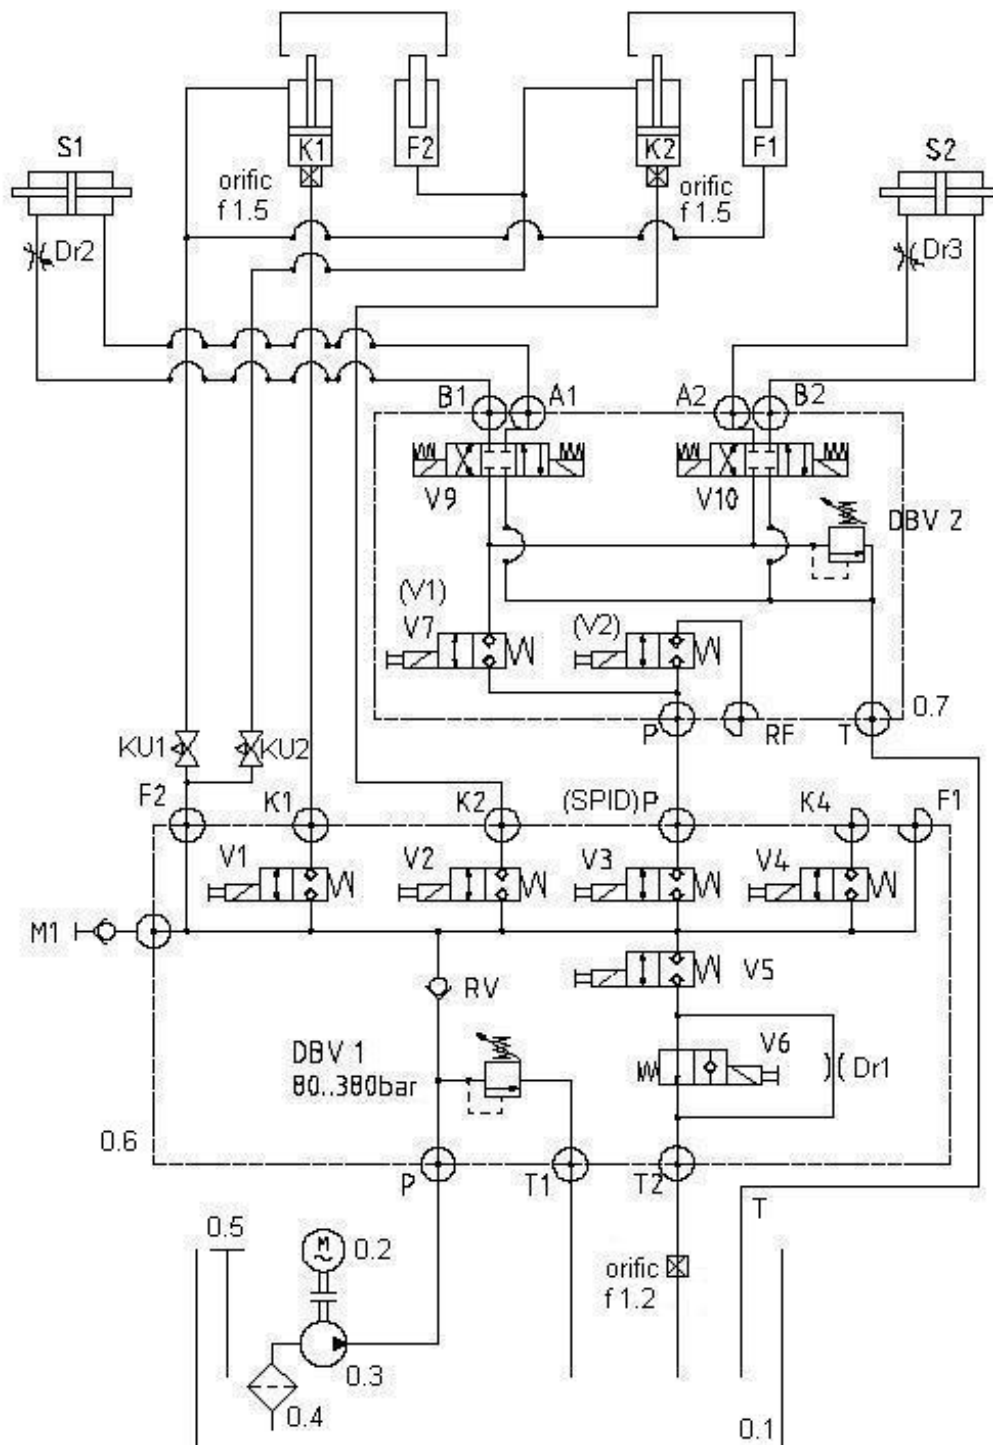 K1
F2
K2
F1
S1
S2
orific
f 1.5
orific
f 1.5
Dr2
Dr3
B1
A1
A2
B2
V9
V10
DBV 2
(V1)
V7
(V2)
0.7
P
RF
T
KU1
KU2
F2
K1
K2
(SPID)P
K4
F1
V1
V2
V3
V4
M1
RV
V5
DBV 1
80..380bar
V6
Dr1
0.6
P
T1
T2
T
0.5
M
~
0.2
orific
f 1.2
0.3
0.4
0.1